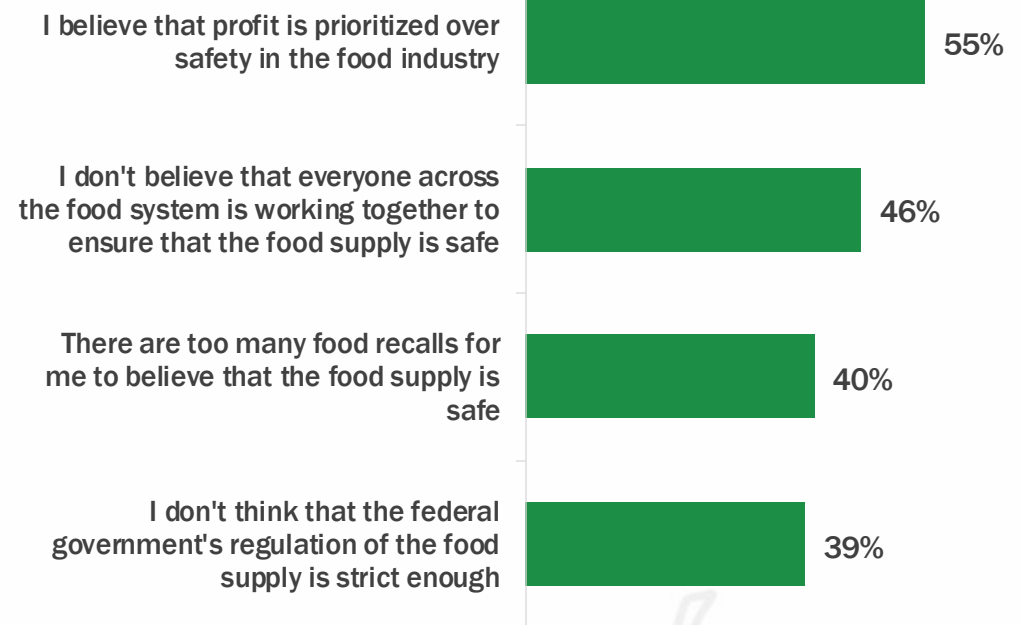 I believe that profit is prioritized over
safety in the food industry
55%
I don't believe that everyone across
the food system is working together to
ensure that the food supply is safe
46%
There are too many food recalls for
me to believe that the food supply is
safe
40%
I don't think that the federal
government's regulation of the food
supply is strict enough
39%